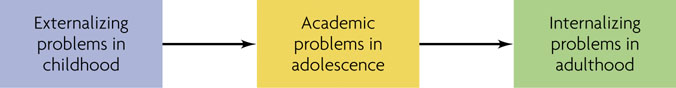 Externalizing
problems in
childhood
Academic
problems in
adolescence
Internalizing
problems in
adulthood